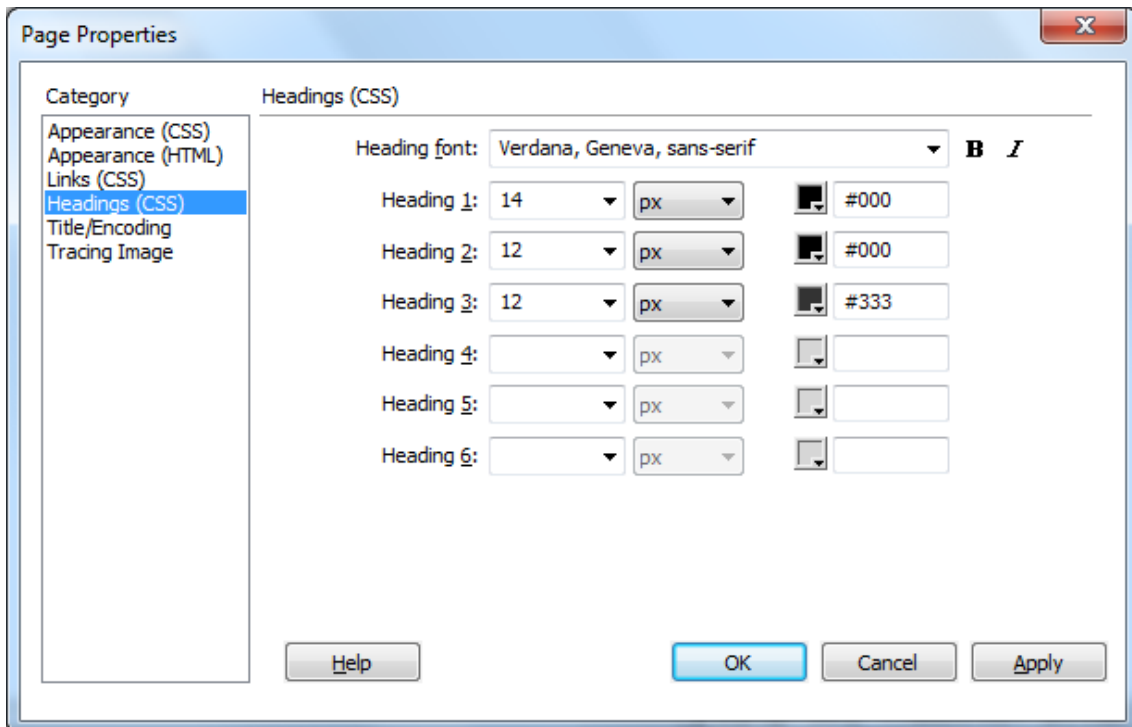 Page Properties
Category
Appearance (CSS)
Appearance (HTML)
Links (CSS)
Headings (CSS)
Title/Encoding
Tracing Image
Headings (CSS)
Heading font: Verdana, Geneva, sans-serif B I
Heading 1: 14 px #000
Heading 2: 12 px #000
Heading 3: 12 px #333
Heading 4: px
Heading 5: px
Heading 6: px
Help OK Cancel Apply